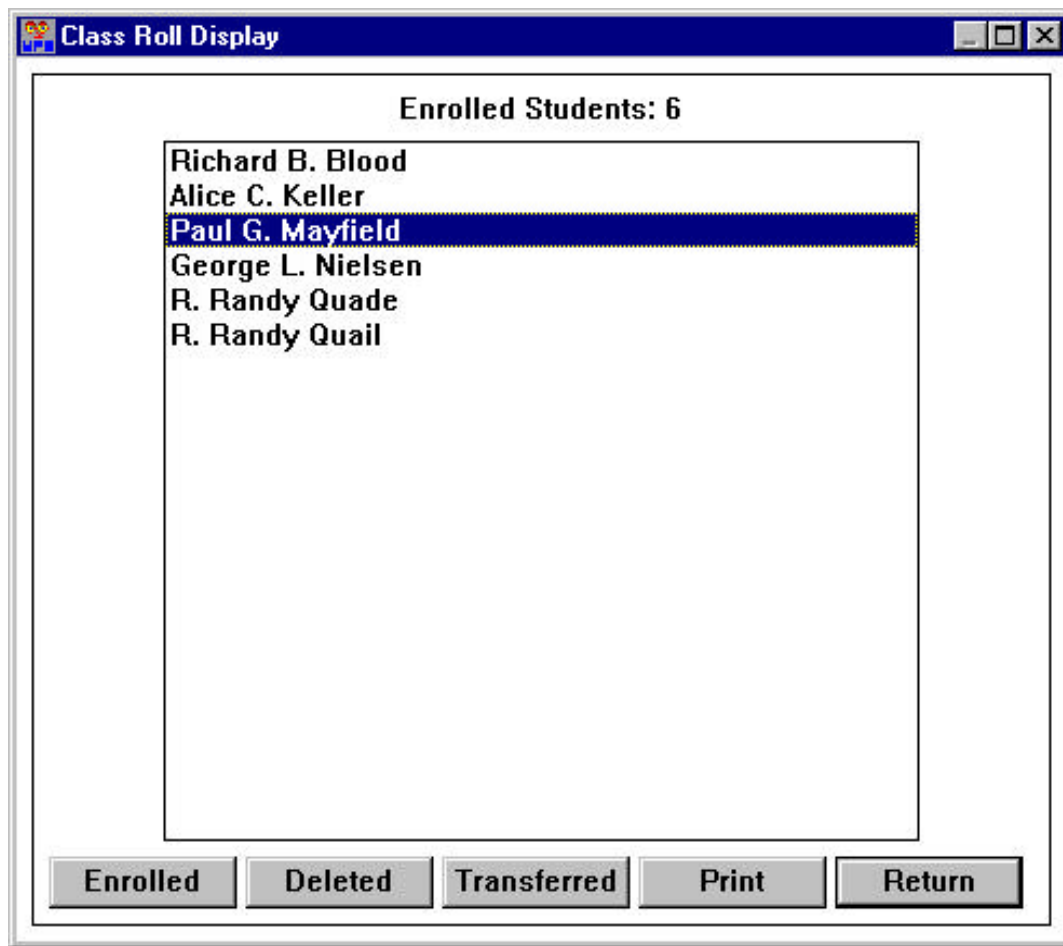 Class Roll Display
Enrolled Students: 6
Richard B. Blood
Alice C. Keller
Paul G. Mayfield
George L. Nielsen
R. Randy Quade
R. Randy Quail
Enrolled Deleted Transferred Print Return